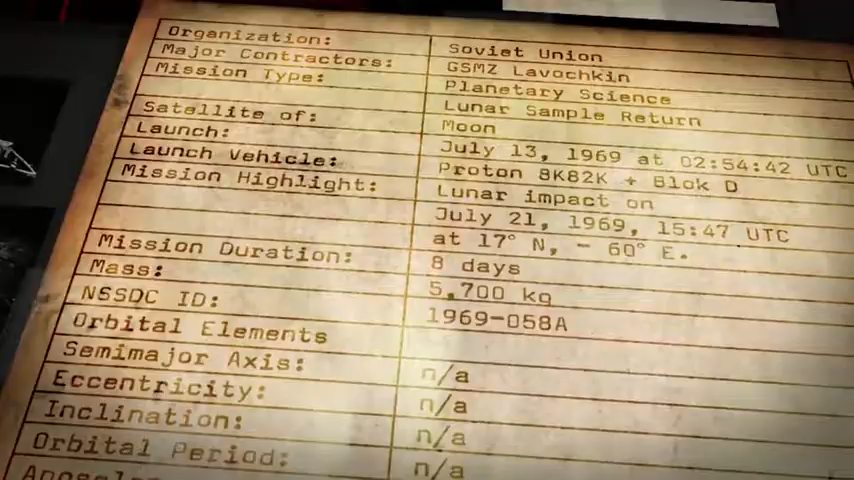 Organization: Soviet Union
Major Contractors: GSMZ Lavochkin
Mission Type: Planetary Science
Lunar Sample Return
Satellite of: Moon
Launch: July 13, 1969 at 02:54:42 UTC
Launch Vehicle: Proton 8K82K + Blok D
Mission Highlight: Lunar impact on
July 21, 1969, 15:47 UTC
at 17° N, - 60° E.
Mission Duration: 8 days
Mass: 5,700 kg
NSSDC ID: 1969-058A
Orbital Elements
Semimajor Axis: n/a
Eccentricity: n/a
Inclination: n/a
Orbital Period: n/a